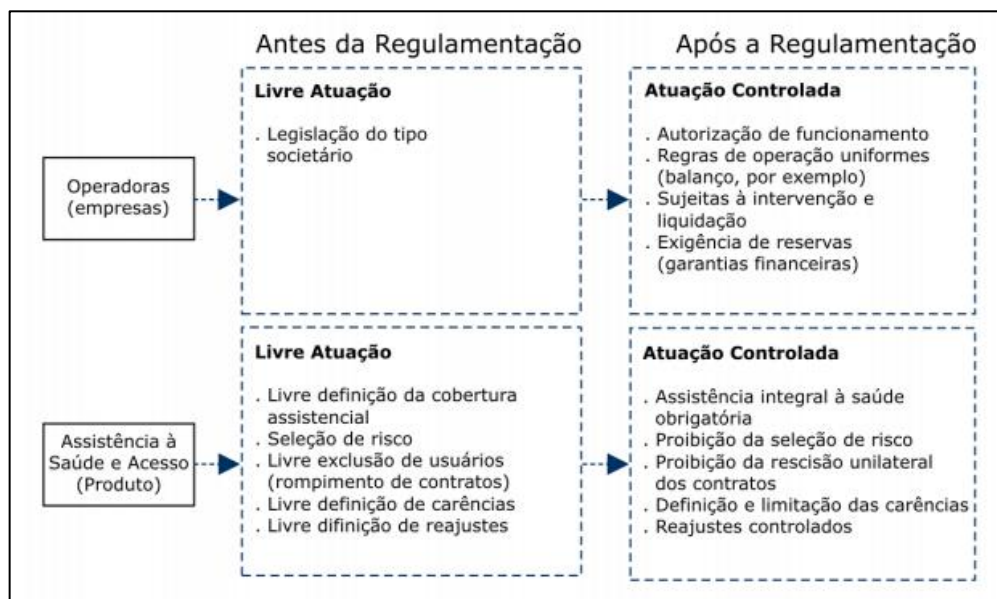 Antes da Regulamentação
Após a Regulamentação
Operadoras
(empresas)
Livre Atuação
. Legislação do tipo
societário
Atuação Controlada
. Autorização de funcionamento
. Regras de operação uniformes
(balanço, por exemplo)
. Sujeitas à intervenção e
liquidação
. Exigência de reservas
(garantias financeiras)
Assistência à
Saúde e Acesso
(Produto)
Livre Atuação
. Livre definição da cobertura
assistencial
. Seleção de risco
. Livre exclusão de usuários
(rompimento de contratos)
. Livre definição de carências
. Livre difinição de reajustes
Atuação Controlada
. Assistência integral à saúde
obrigatória
. Proibição da seleção de risco
. Proibição da rescisão unilateral
dos contratos
. Definição e limitação das carências
. Reajustes controlados